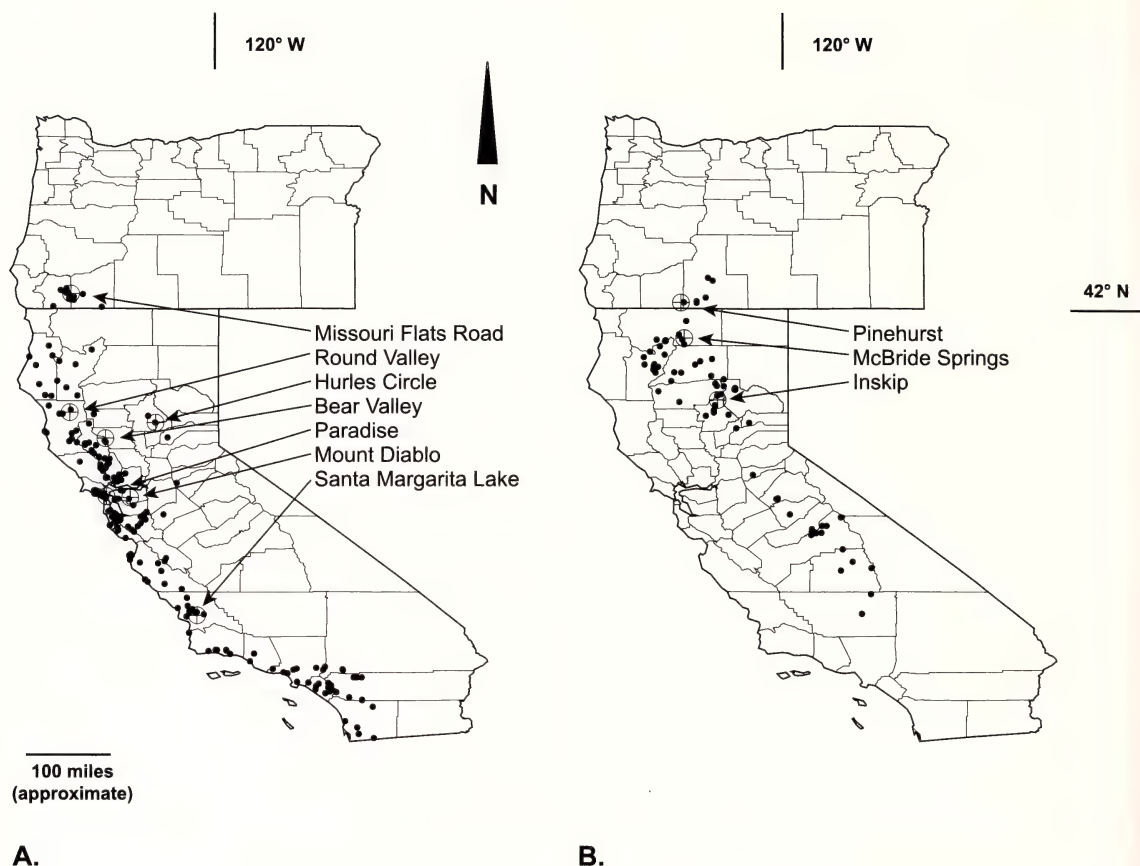 120° W
120° W
N
42° N
Missouri Flats Road
Round Valley
Hurles Circle
Bear Valley
Paradise
Mount Diablo
Santa Margarita Lake
Pinehurst
McBride Springs
Inskip
100 miles
(approximate)
A.
B.